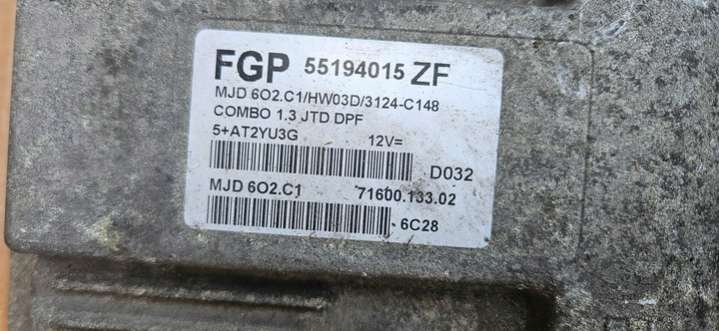 FGP 55194015 ZF
MJD 6O2.C1/HW03D/3124-C148
COMBO 1.3 JTD DPF
5+AT2YU3G 12V=
D032
MJD 6O2.C1 71600.133.02
6C28